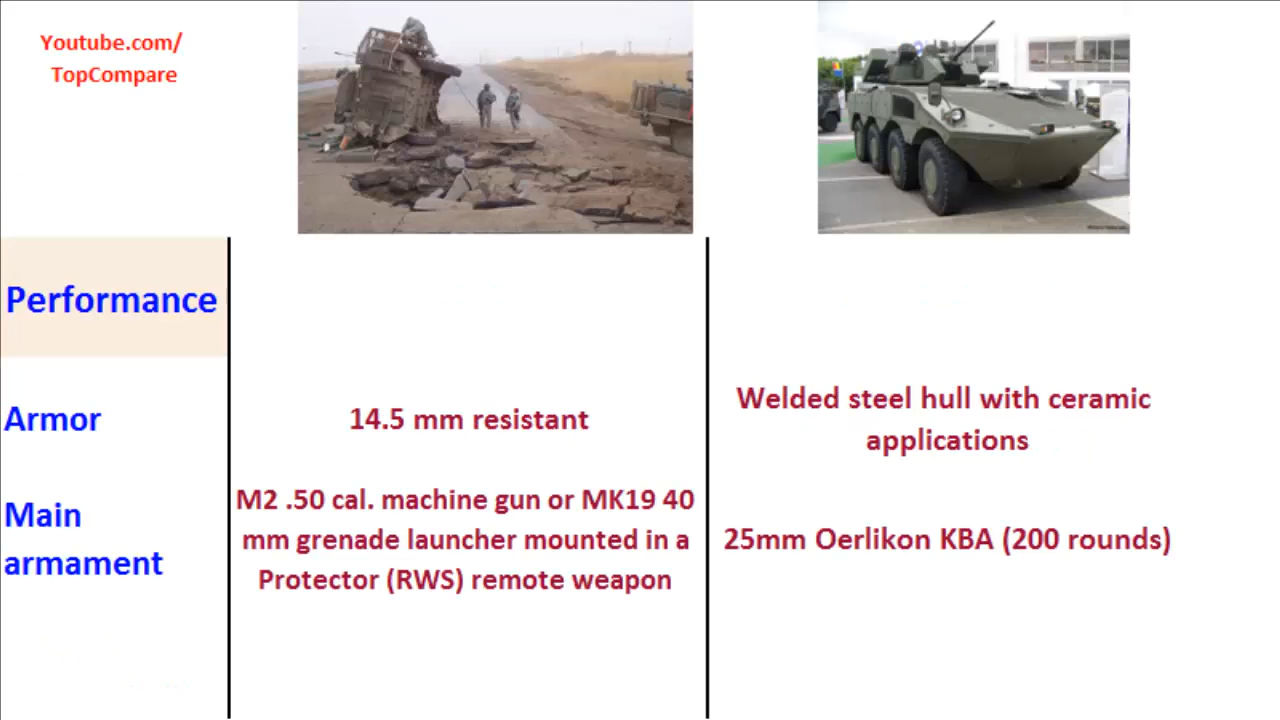 Youtube.com/
TopCompare
Performance
Armor
14.5 mm resistant
Welded steel hull with ceramic
applications
Main
armament
M2 .50 cal. machine gun or MK19 40
mm grenade launcher mounted in a
Protector (RWS) remote weapon
25mm Oerlikon KBA (200 rounds)